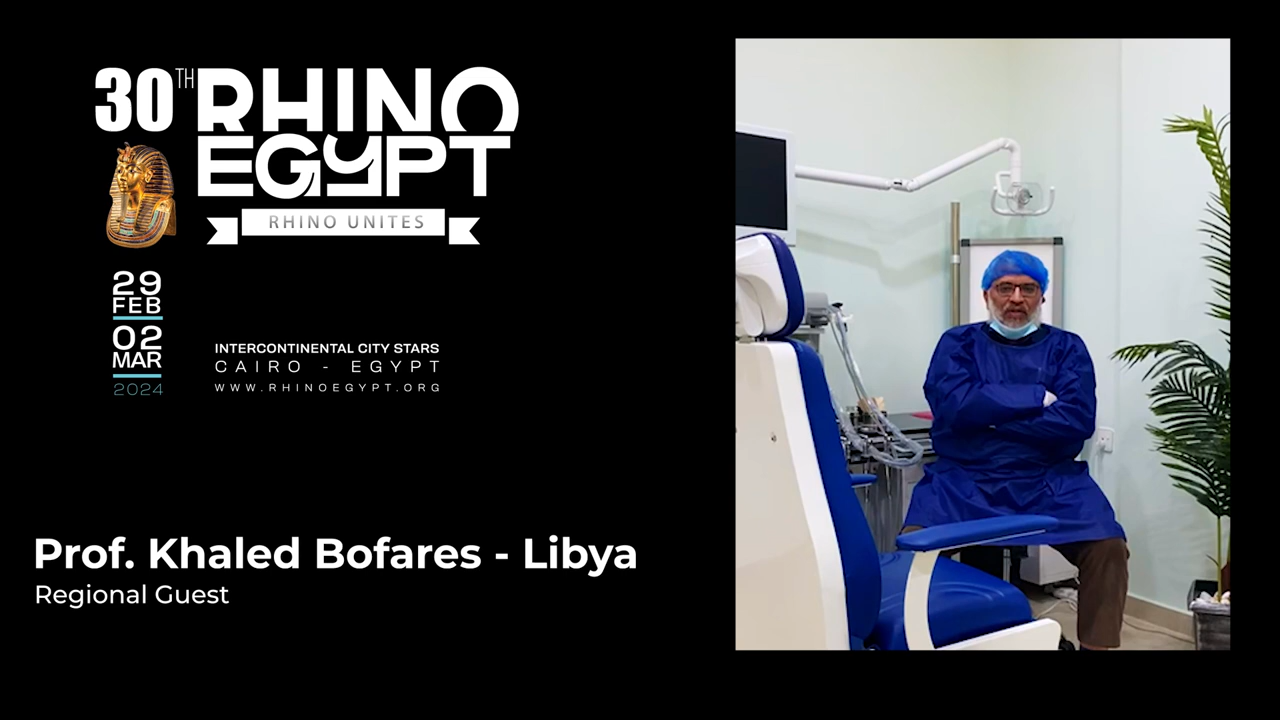 30TH RHINO
EGYPT
RHINO UNITES
29
FEB
02
MAR
2024
INTERCONTINENTAL CITY STARS
CAIRO - EGYPT
WWW.RHINOEGYPT.ORG
Prof. Khaled Bofares - Libya
Regional Guest